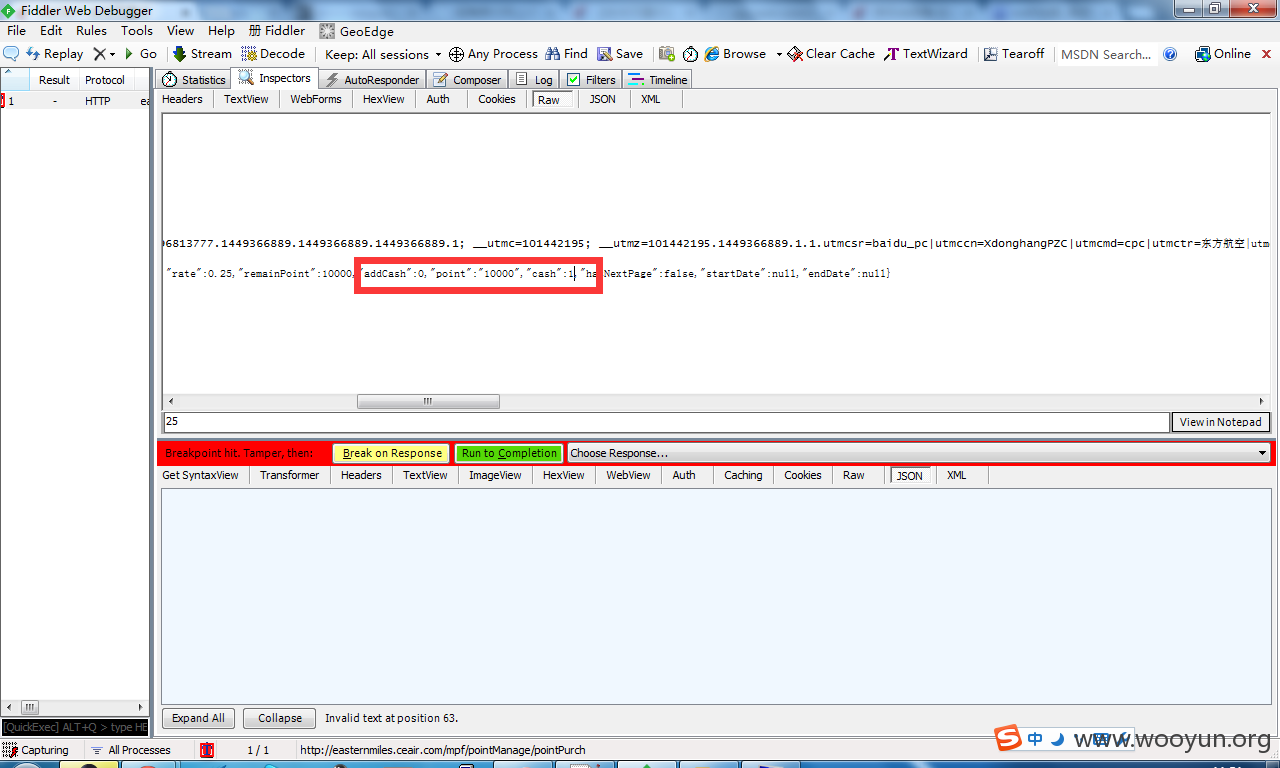 Fiddler Web Debugger
File Edit Rules Tools View Help Fiddler GeoEdge
Replay Go Stream Decode Keep: All sessions Any Process Find Save Browse Clear Cache TextWizard Tearoff MSDN Search... Online
Result Protocol
Statistics Inspectors AutoResponder Composer Log Filters Timeline
1 - HTTP ea
Headers TextView WebForms HexView Auth Cookies Raw JSON XML
06813777.1449366889.1449366889.1449366889.1; __utmc=101442195; __utmz=101442195.1449366889.1.1.utmcsr=baidu_pc|utmccn=XdonghangPZC|utmcmd=cpc|utmctr=东方航空|utm
"rate":0.25,"remainPoint":10000,"addCash":0,"point":"10000","cash":1,"hasNextPage":false,"startDate":null,"endDate":null}
25
View in Notepad
Breakpoint hit. Tamper, then: Break on Response Run to Completion Choose Response...
Get SyntaxView Transformer Headers TextView ImageView HexView WebView Auth Caching Cookies Raw JSON XML
Expand All Collapse Invalid text at position 63.
[QuickExec] ALT+Q > type HE
Capturing All Processes 1 / 1 http://easternmiles.ceair.com/mpf/pointManage/pointPurch
中
www.wooyun.org